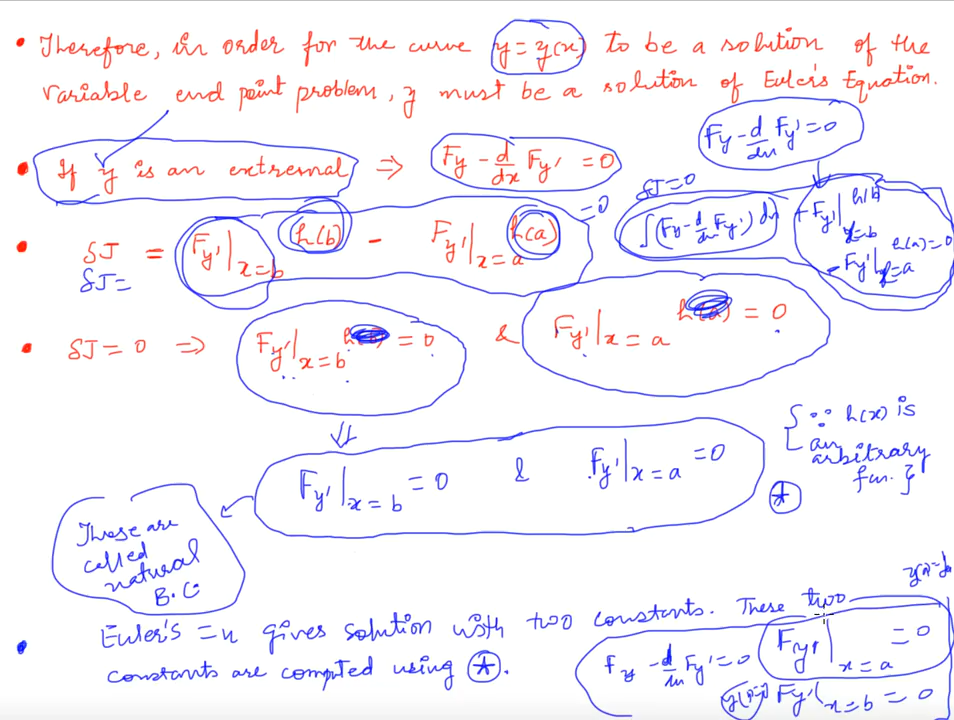 • Therefore, in order for the curve y = y(x) to be a solution of the
variable end point problem, y must be a solution of Euler's Equation.
Fy - d/dx Fy' = 0
• If y is an extremal ⇒ Fy - d/dx Fy' = 0
δJ = 0
• δJ = Fy'|x=b h(b) - Fy'|x=a h(a) = 0
∫(Fy - d/dx Fy') dx + Fy'|x=b h(b)
- Fy'|x=a h(a) = 0
δJ =
• δJ = 0 ⇒ Fy'|x=b = 0 & Fy'|x=a = 0
⇓
{∵ h(x) is
an
arbitrary
fun.}
Fy'|x=b = 0 & Fy'|x=a = 0
(*)
These are
called
natural
B.C
• Euler's =n gives solution with two constants. These two
constants are computed using (*).
Fy - d/dx Fy' = 0
Fy'|x=a = 0
Fy'|x=b = 0